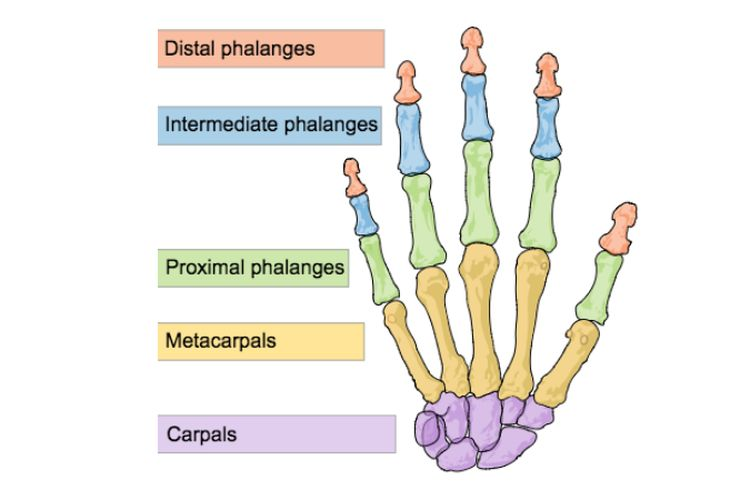 Distal phalanges
Intermediate phalanges
Proximal phalanges
Metacarpals
Carpals